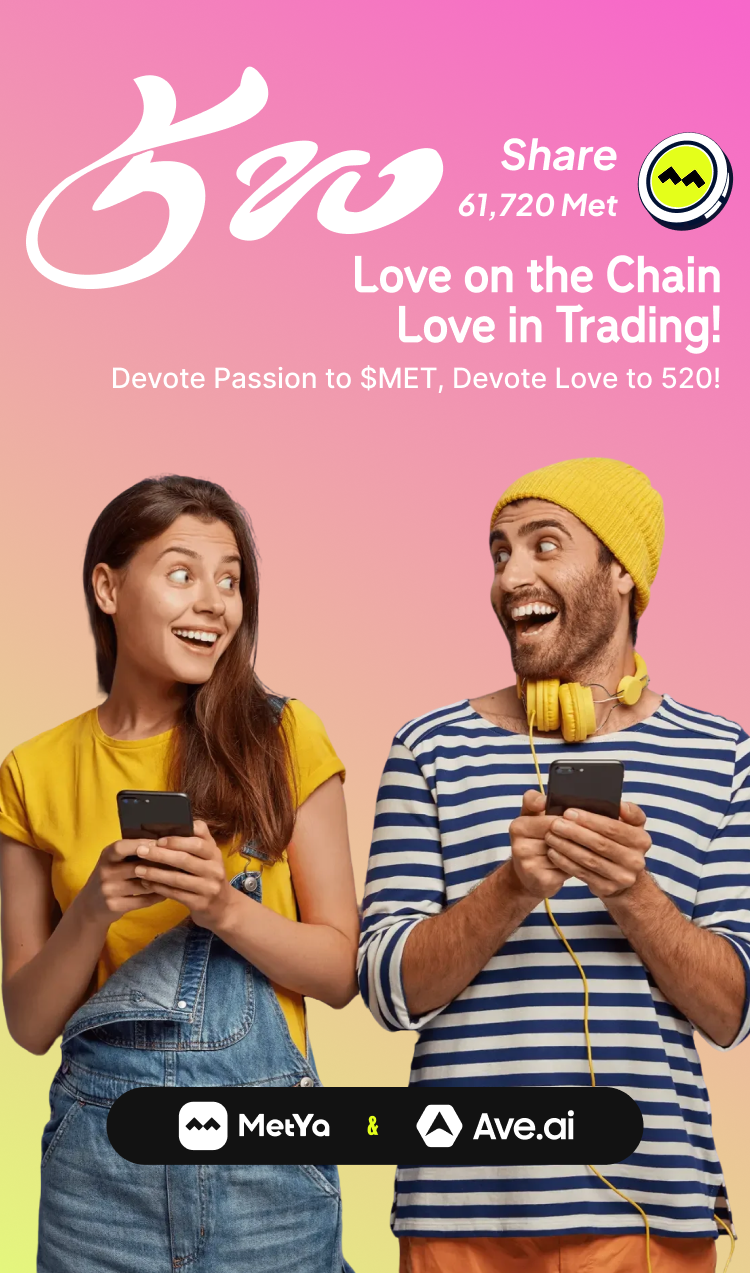 520
Share
61,720 Met
Love on the Chain
Love in Trading!
Devote Passion to $MET, Devote Love to 520!
MetYa & Ave.ai